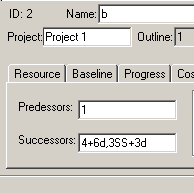 ID: 2 Name: b
Project: Project 1 Outline: 1
Resource Baseline Progress Cos
Predessors: 1
Successors: 4+6d,3SS+3d